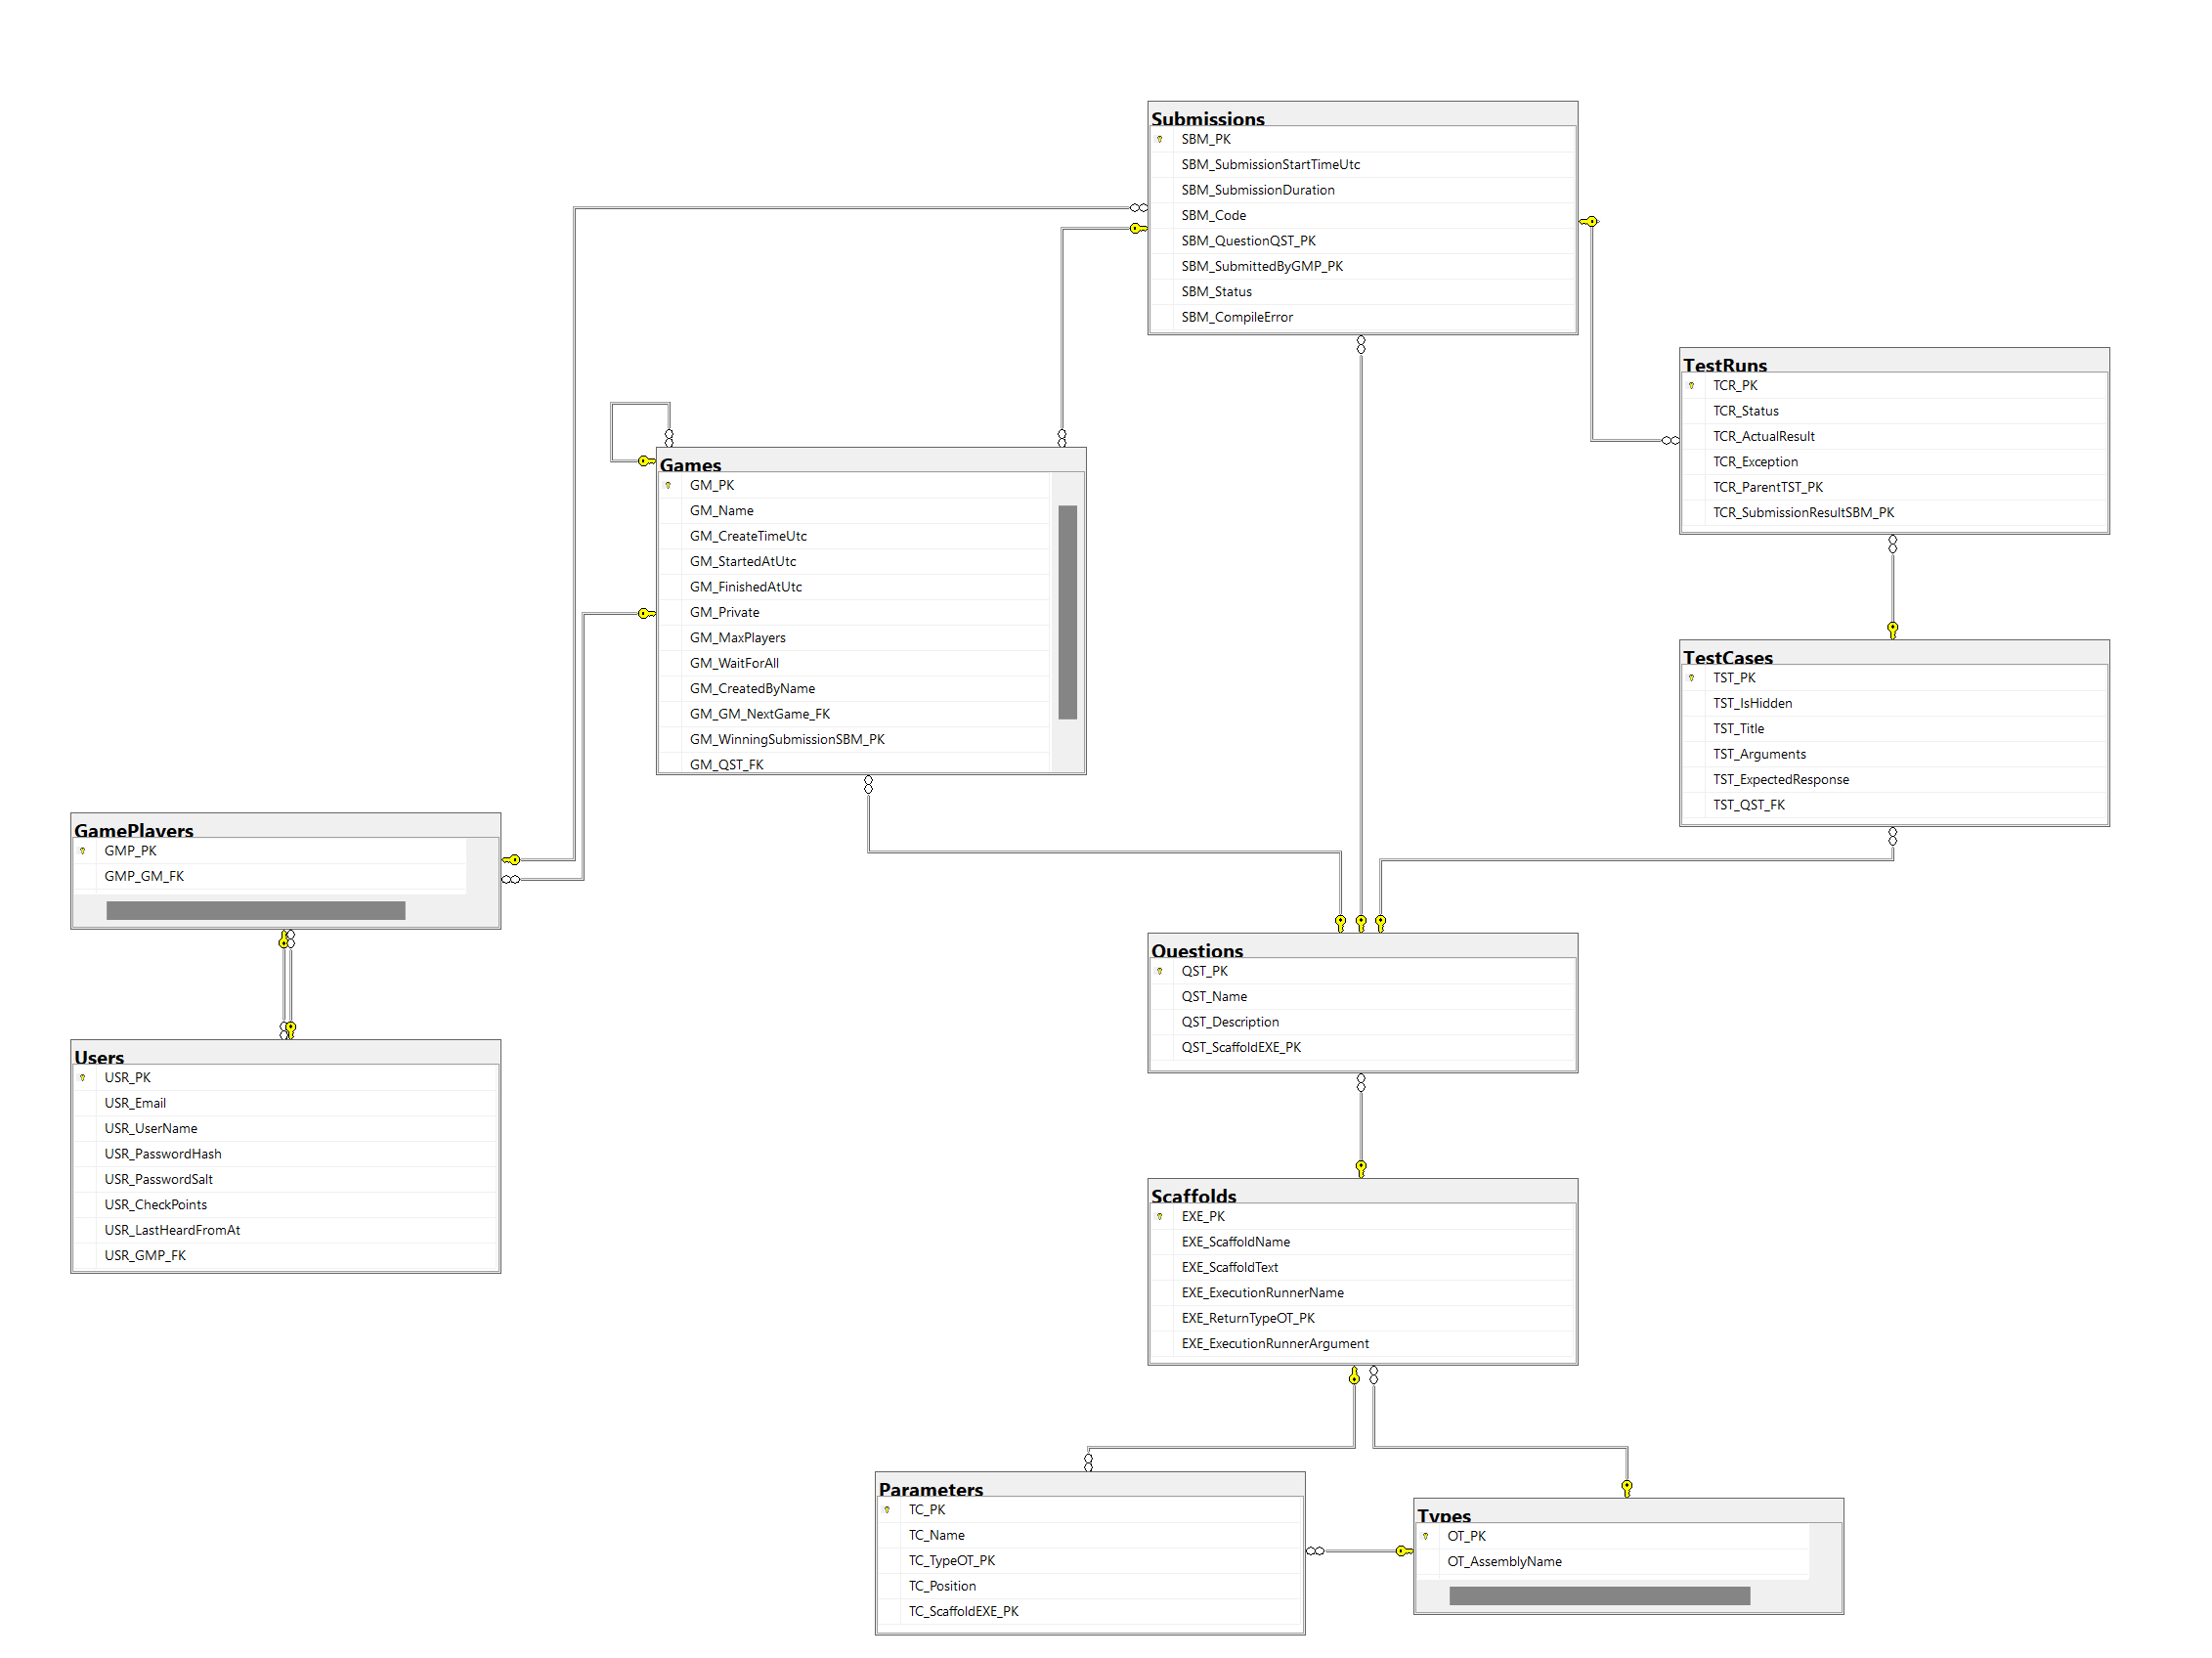 Submissions
SBM_PK
SBM_SubmissionStartTimeUtc
SBM_SubmissionDuration
SBM_Code
SBM_QuestionQST_PK
SBM_SubmittedByGMP_PK
SBM_Status
SBM_CompileError
TestRuns
TCR_PK
TCR_Status
TCR_ActualResult
TCR_Exception
TCR_ParentTST_PK
TCR_SubmissionResultSBM_PK
Games
GM_PK
GM_Name
GM_CreateTimeUtc
GM_StartedAtUtc
GM_FinishedAtUtc
GM_Private
GM_MaxPlayers
GM_WaitForAll
GM_CreatedByName
GM_GM_NextGame_FK
GM_WinningSubmissionSBM_PK
GM_QST_FK
TestCases
TST_PK
TST_IsHidden
TST_Title
TST_Arguments
TST_ExpectedResponse
TST_QST_FK
GamePlayers
GMP_PK
GMP_GM_FK
Questions
QST_PK
QST_Name
QST_Description
QST_ScaffoldEXE_PK
Users
USR_PK
USR_Email
USR_UserName
USR_PasswordHash
USR_PasswordSalt
USR_CheckPoints
USR_LastHeardFromAt
USR_GMP_FK
Scaffolds
EXE_PK
EXE_ScaffoldName
EXE_ScaffoldText
EXE_ExecutionRunnerName
EXE_ReturnTypeOT_PK
EXE_ExecutionRunnerArgument
Parameters
TC_PK
TC_Name
TC_TypeOT_PK
TC_Position
TC_ScaffoldEXE_PK
Types
OT_PK
OT_AssemblyName